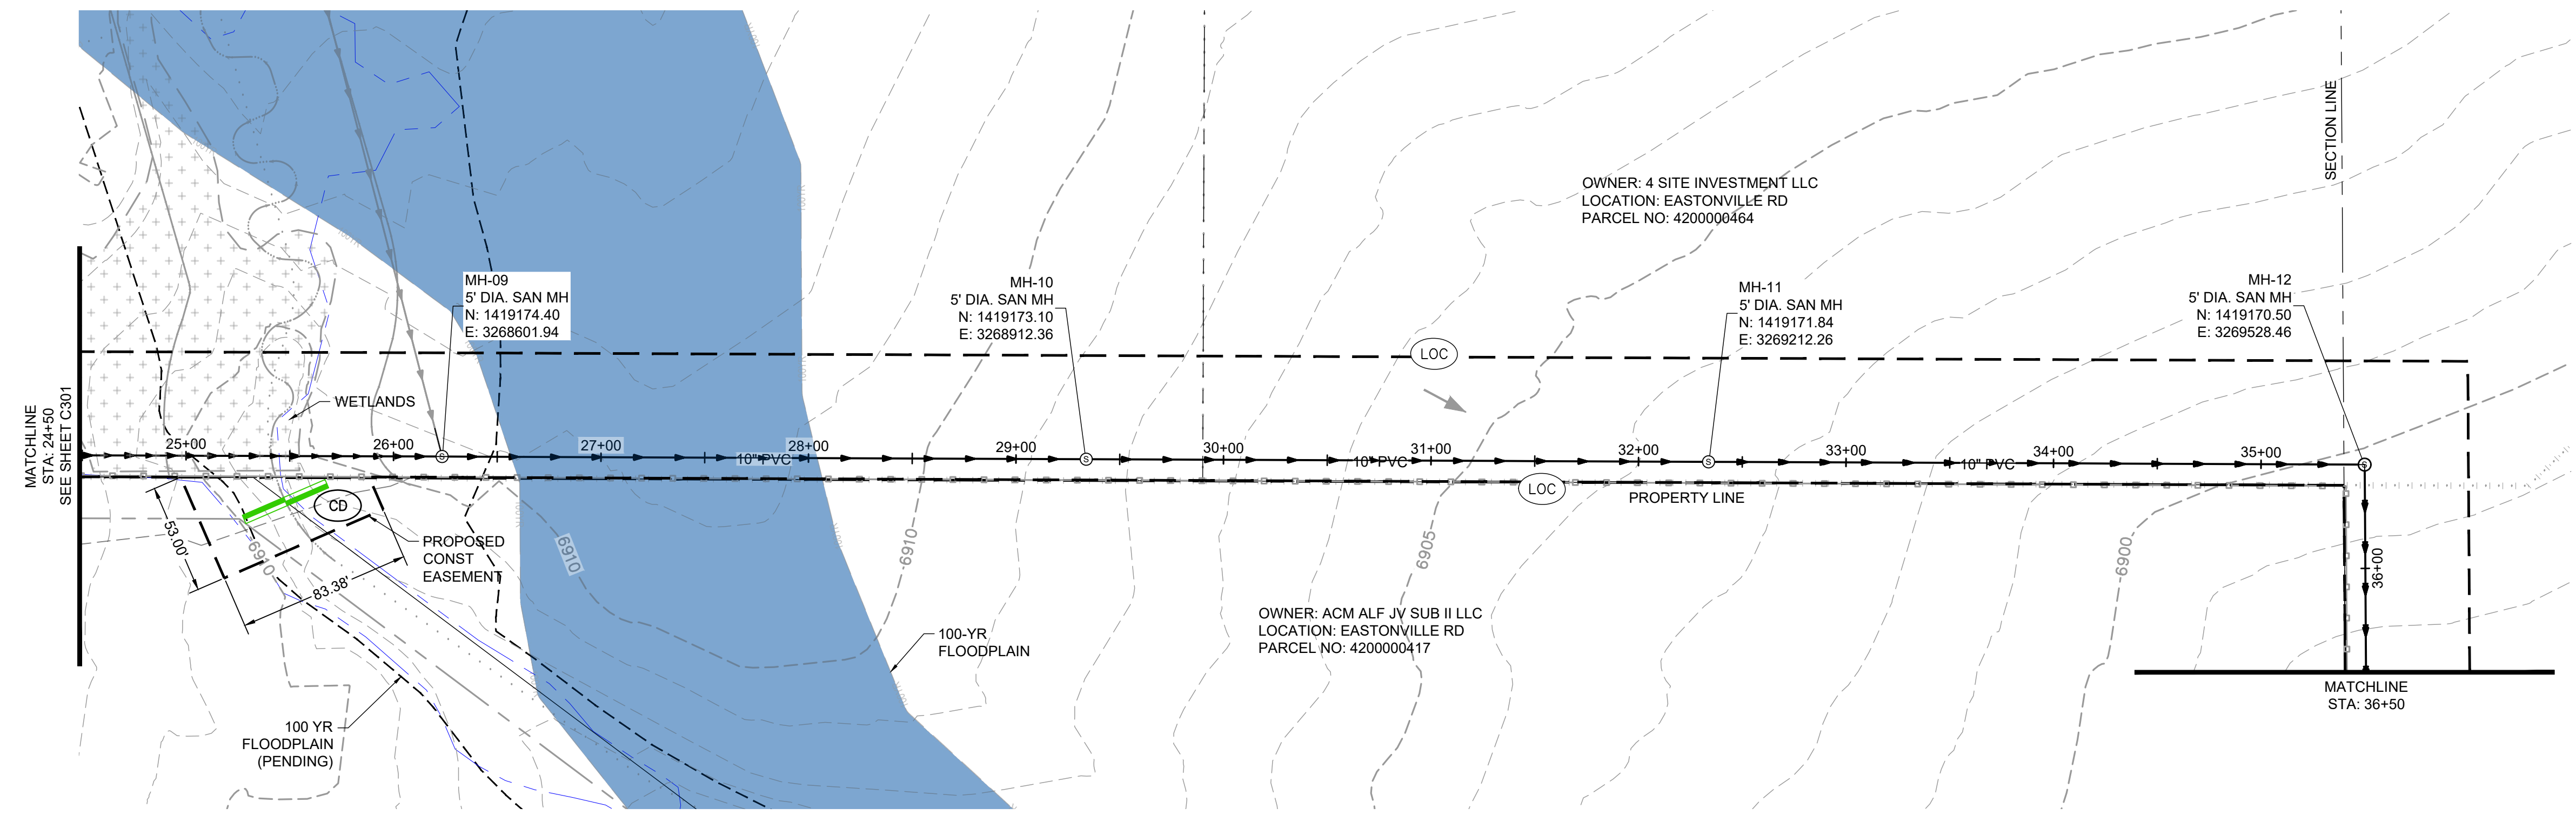 SECTION LINE
OWNER: 4 SITE INVESTMENT LLC
LOCATION: EASTONVILLE RD
PARCEL NO: 4200000464
MH-09
5' DIA. SAN MH
N: 1419174.40
E: 3268601.94
MH-10
5' DIA. SAN MH
N: 1419173.10
E: 3268912.36
MH-11
5' DIA. SAN MH
N: 1419171.84
E: 3269212.26
MH-12
5' DIA. SAN MH
N: 1419170.50
E: 3269528.46
LOC
WETLANDS
MATCHLINE
STA: 24+50
SEE SHEET C301
25+00
26+00
27+00
28+00
29+00
30+00
31+00
32+00
33+00
34+00
35+00
S
S
S
S
10" PVC
10" PVC
10" PVC
LOC
PROPERTY LINE
CD
53.00'
83.38'
PROPOSED
CONST
EASEMENT
6910
6910
6910
6905
6900
36+00
OWNER: ACM ALF JV SUB II LLC
LOCATION: EASTONVILLE RD
PARCEL NO: 4200000417
100-YR
FLOODPLAIN
100 YR
FLOODPLAIN
(PENDING)
MATCHLINE
STA: 36+50